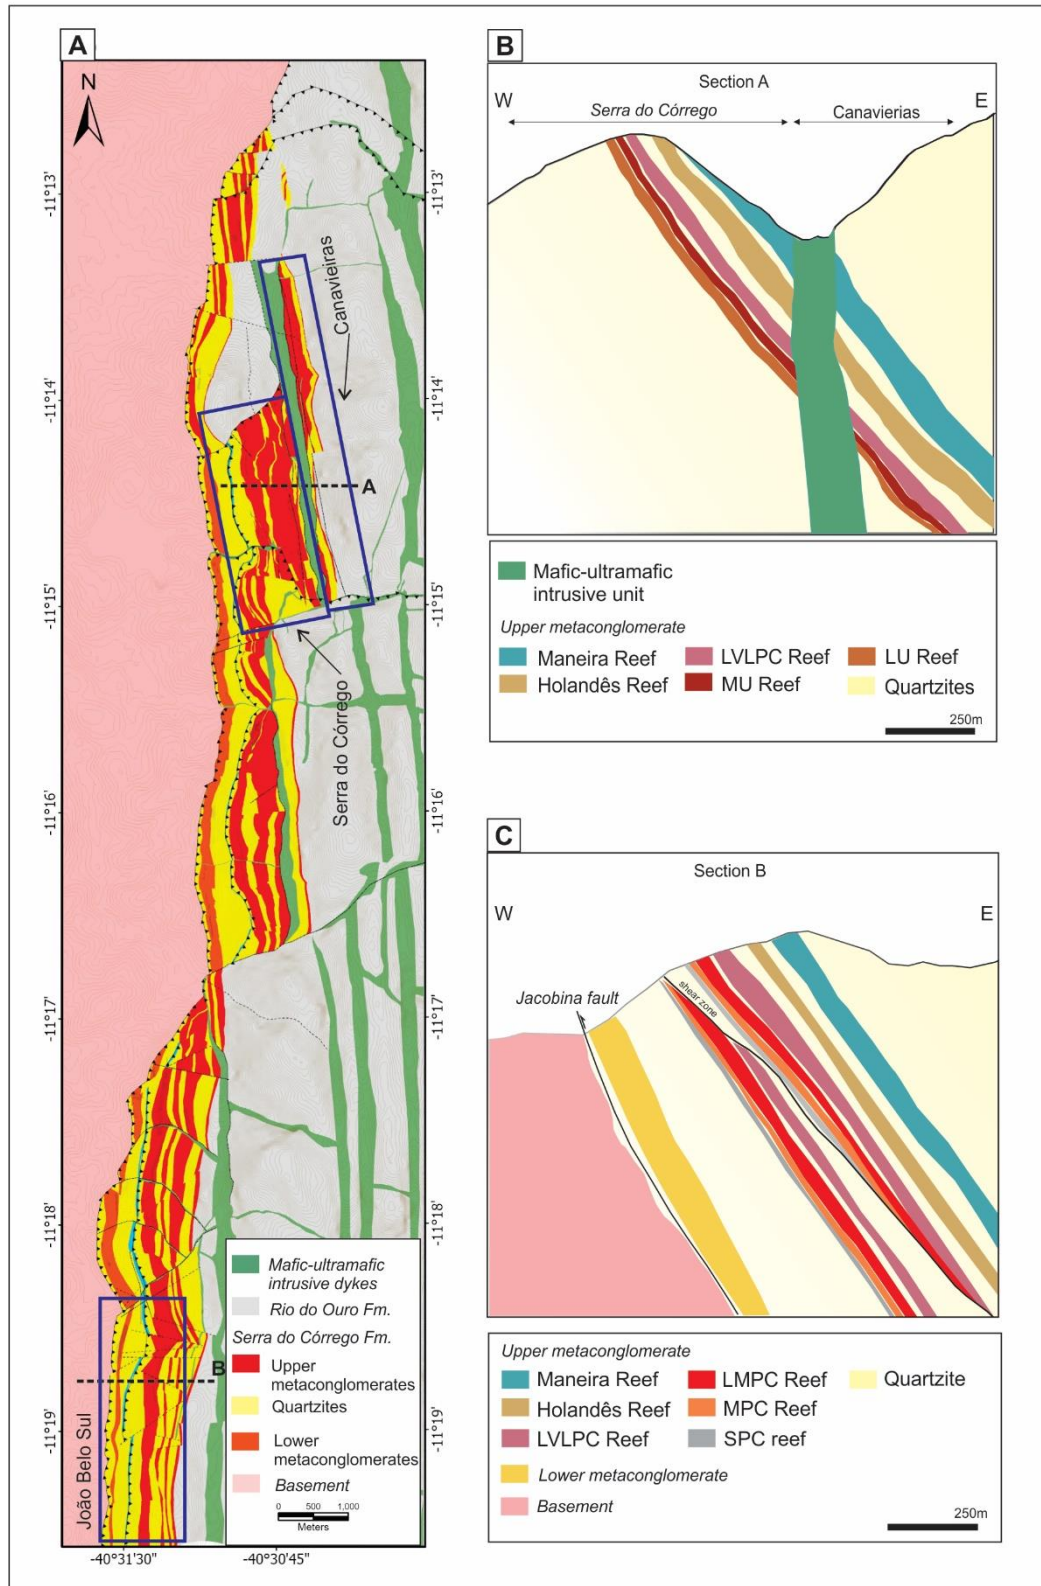 A
N
-11°13'
-11°13'
Canavieiras
-11°14'
-11°14'
A
-11°15'
-11°15'
Serra do Córrego
-11°16'
-11°16'
-11°17'
-11°17'
-11°18'
-11°18'
B
João Belo Sul
-11°19'
-11°19'
Mafic-ultramafic
intrusive dykes
Rio do Ouro Fm.
Serra do Córrego Fm.
Upper
metaconglomerates
Quartzites
Lower
metaconglomerates
Basement
0 500 1,000
Meters
-40°31'30"
-40°30'45"
B
Section A
W
E
Serra do Córrego
Canavierias
Mafic-ultramafic
intrusive unit
Upper metaconglomerate
Maneira Reef
LVLPC Reef
LU Reef
Holandês Reef
MU Reef
Quartzites
250m
C
Section B
W
E
Jacobina fault
shear zone
Upper metaconglomerate
Maneira Reef
LMPC Reef
Quartzite
Holandês Reef
MPC Reef
LVLPC Reef
SPC reef
Lower metaconglomerate
Basement
250m